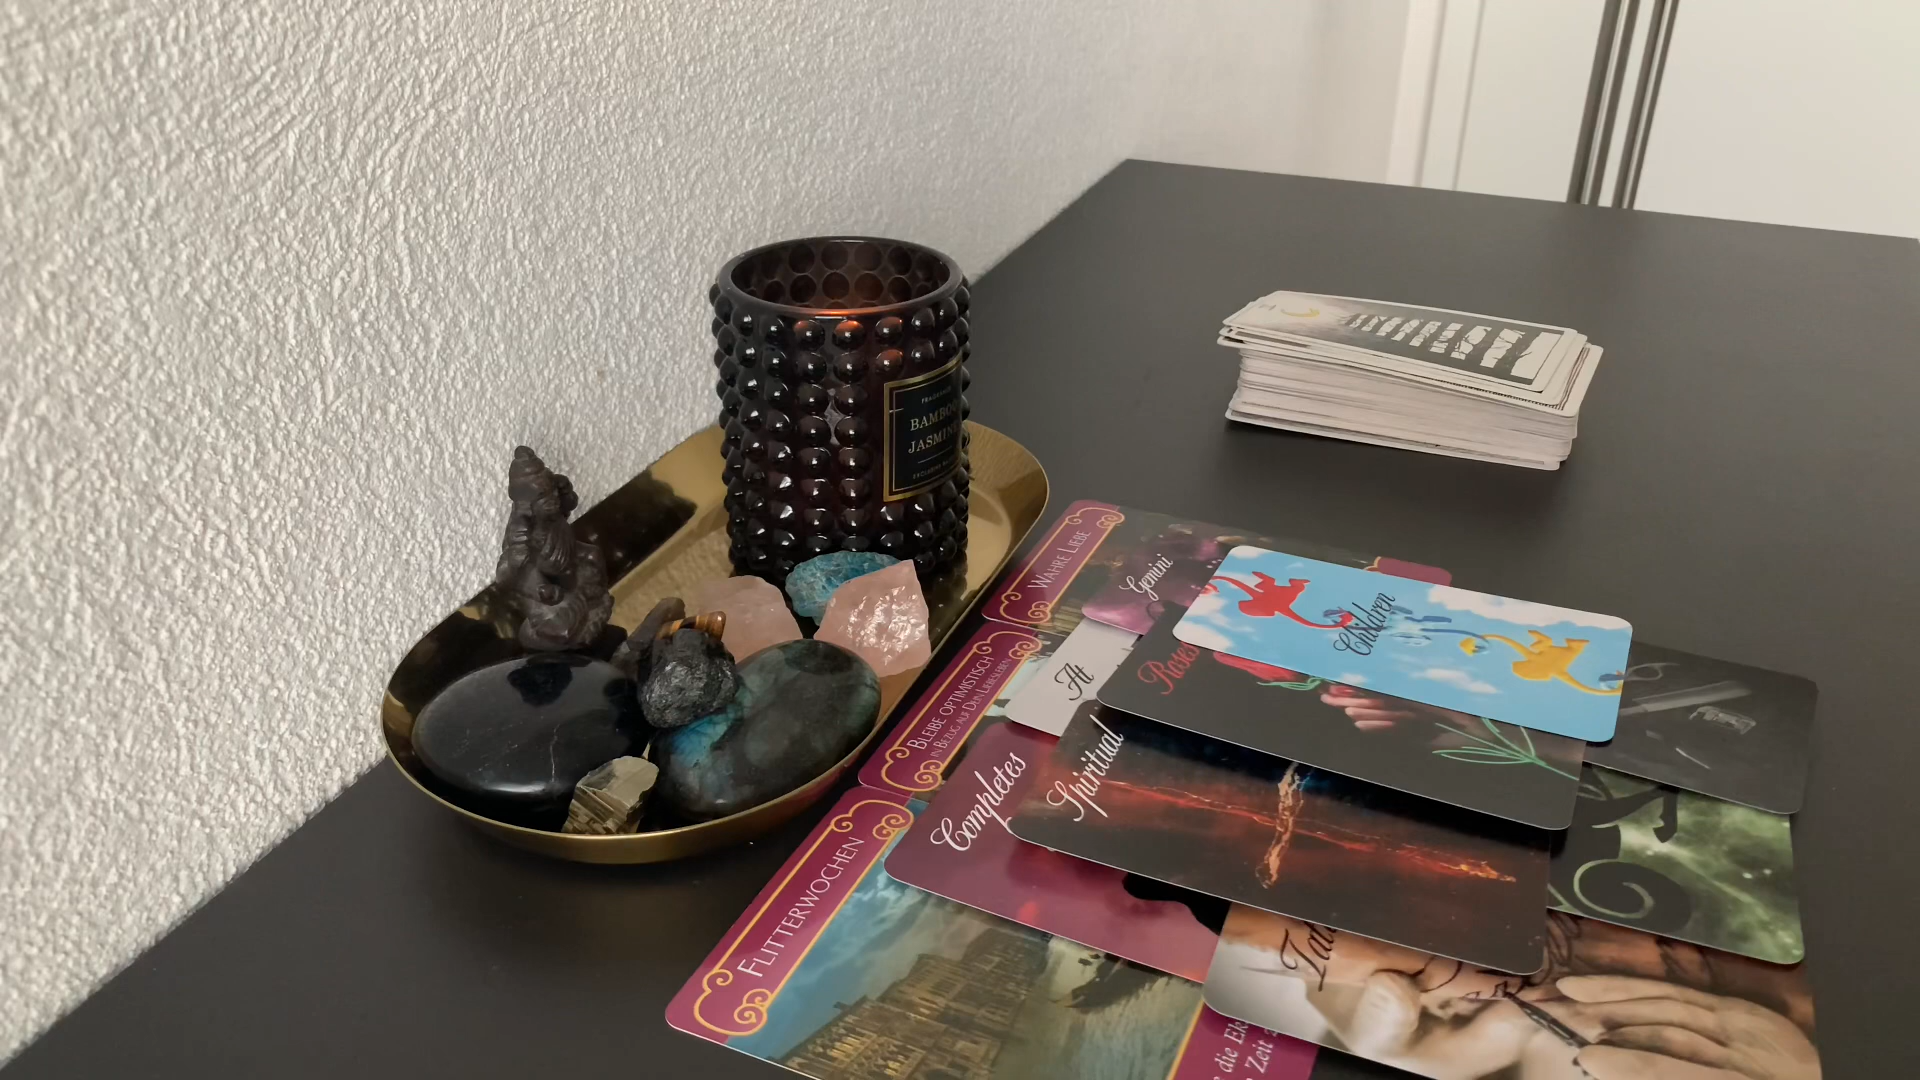 BAMBOO
JASMINE
WAHRE LIEBE
Gemini
Children
BLEIBE OPTIMISTISCH
IN BEZUG AUF DEIN LIEBESLEBEN
At
Roses
Completes
Spiritual
FLITTERWOCHEN
die
Zeit